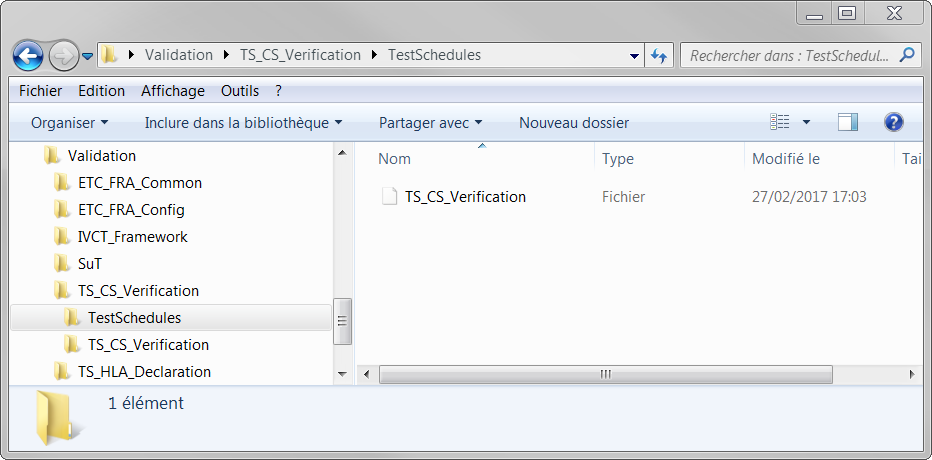 Validation TS_CS_Verification TestSchedules Rechercher dans : TestSchedul...
Fichier Edition Affichage Outils ?
Organiser Inclure dans la bibliothèque Partager avec Nouveau dossier ?
Validation
ETC_FRA_Common
ETC_FRA_Config
IVCT_Framework
SuT
TS_CS_Verification
TestSchedules
TS_CS_Verification
TS_HLA_Declaration
Nom Type Modifié le Tai
TS_CS_Verification Fichier 27/02/2017 17:03
1 élément